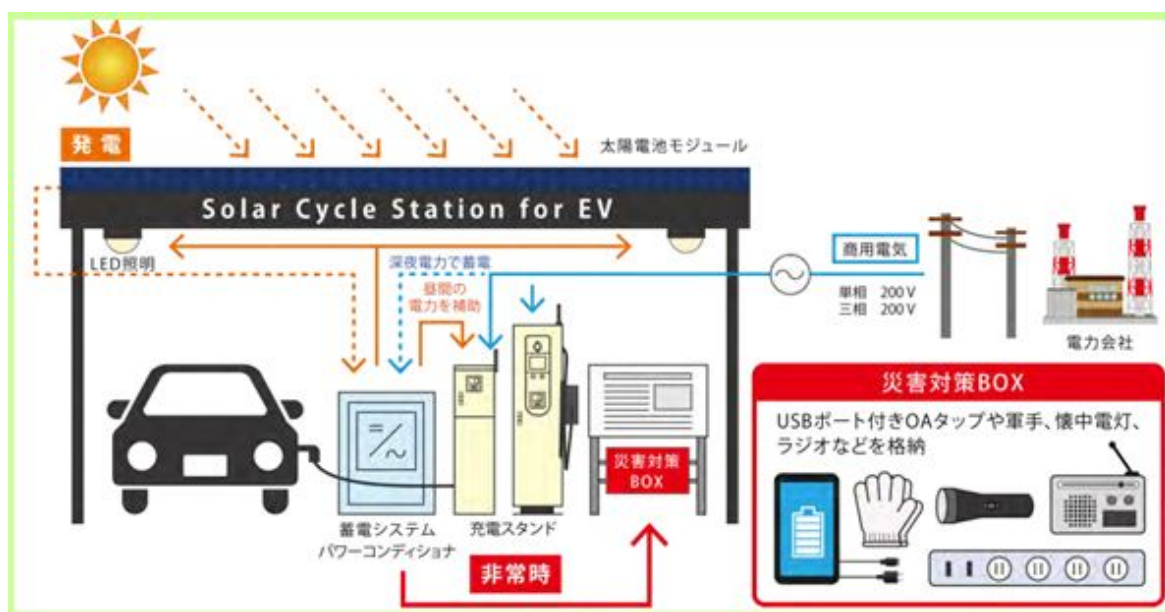 発電
太陽電池モジュール
Solar Cycle Station for EV
LED照明
深夜電力で蓄電
昼間の
電力を補助
商用電気
単相 200V
三相 200V
電力会社
災害対策
BOX
蓄電システム
パワーコンディショナ
充電スタンド
非常時
災害対策BOX
USBポート付きOAタップや軍手、懐中電灯、
ラジオなどを格納